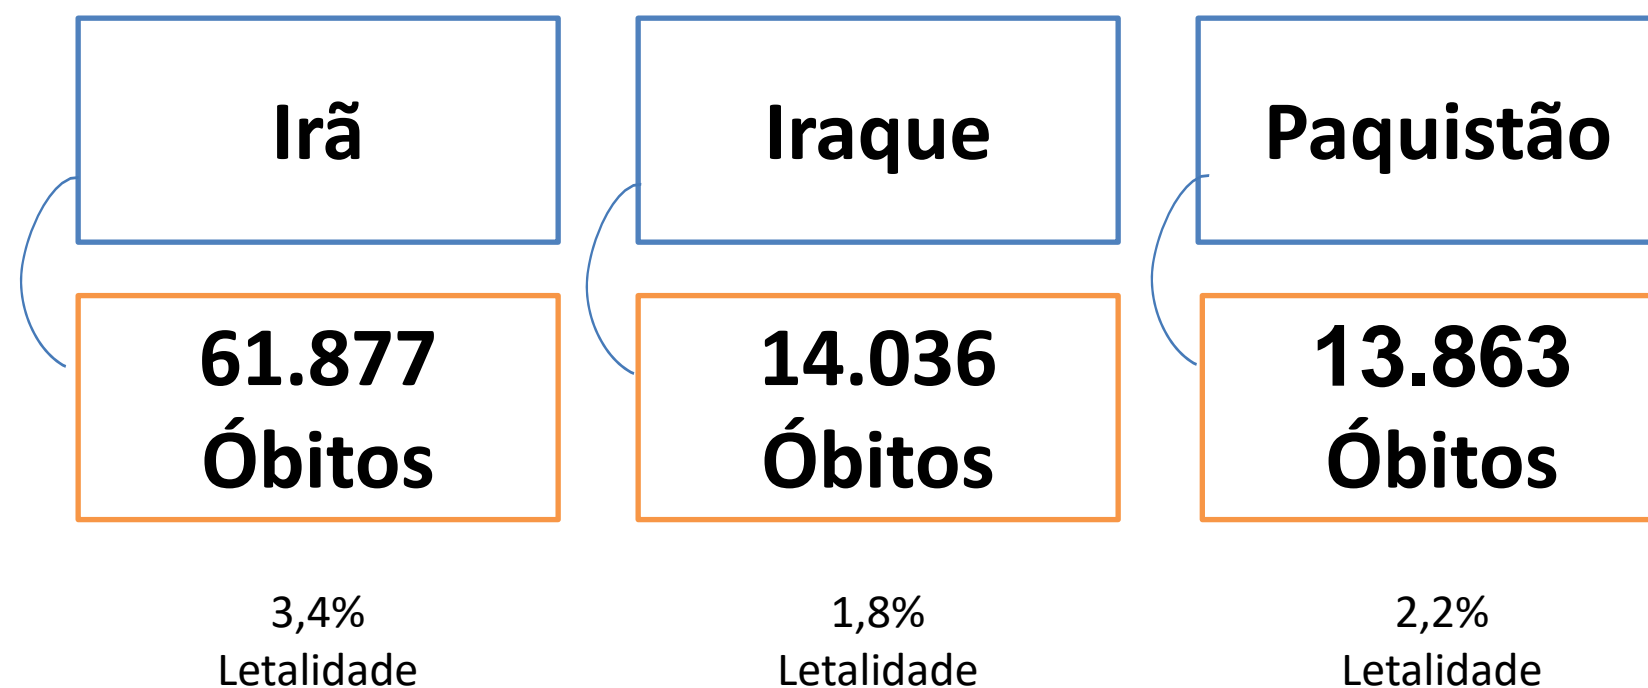 Irã
61.877
Óbitos
3,4%
Letalidade
Iraque
14.036
Óbitos
1,8%
Letalidade
Paquistão
13.863
Óbitos
2,2%
Letalidade